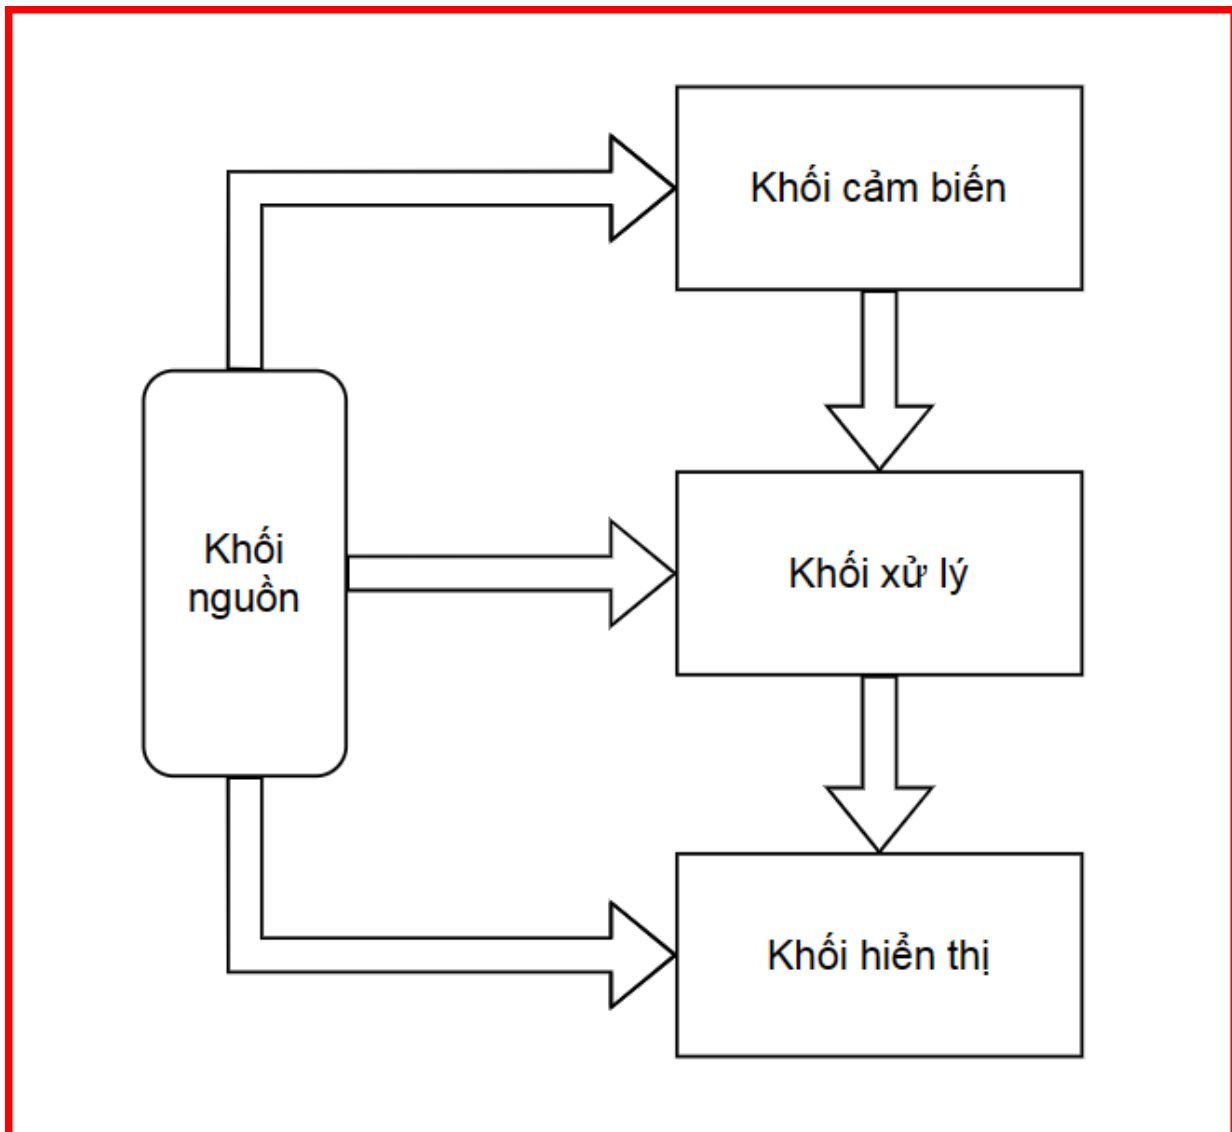 Khối cảm biến
Khối
nguồn
Khối xử lý
Khối hiển thị